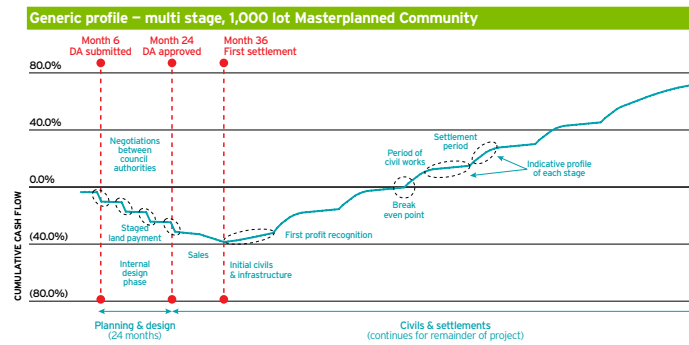 Generic profile – multi stage, 1,000 lot Masterplanned Community
Month 6
DA submitted
Month 24
DA approved
Month 36
First settlement
80.0%
40.0%
0.0%
(40.0%)
(80.0%)
CUMULATIVE CASH FLOW
Negotiations
between
council
authorities
Staged
land payment
Internal
design
phase
Sales
Initial civils
& infrastructure
First profit recognition
Period of
civil works
Settlement
period
Break
even point
Indicative profile
of each stage
Planning & design
(24 months)
Civils & settlements
(continues for remainder of project)